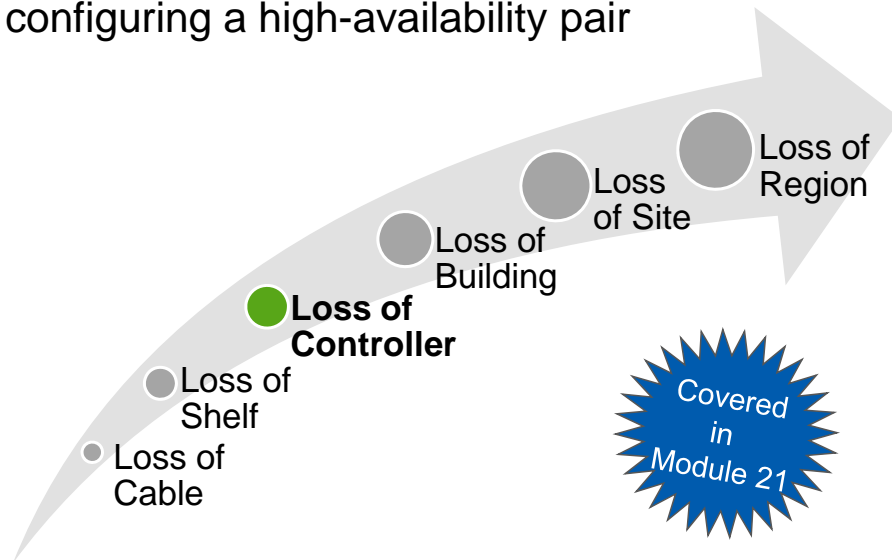 configuring a high-availability pair
Loss of
Region
Loss
of Site
Loss of
Building
Loss of
Controller
Loss of
Shelf
Loss of
Cable
Covered
in
Module 21